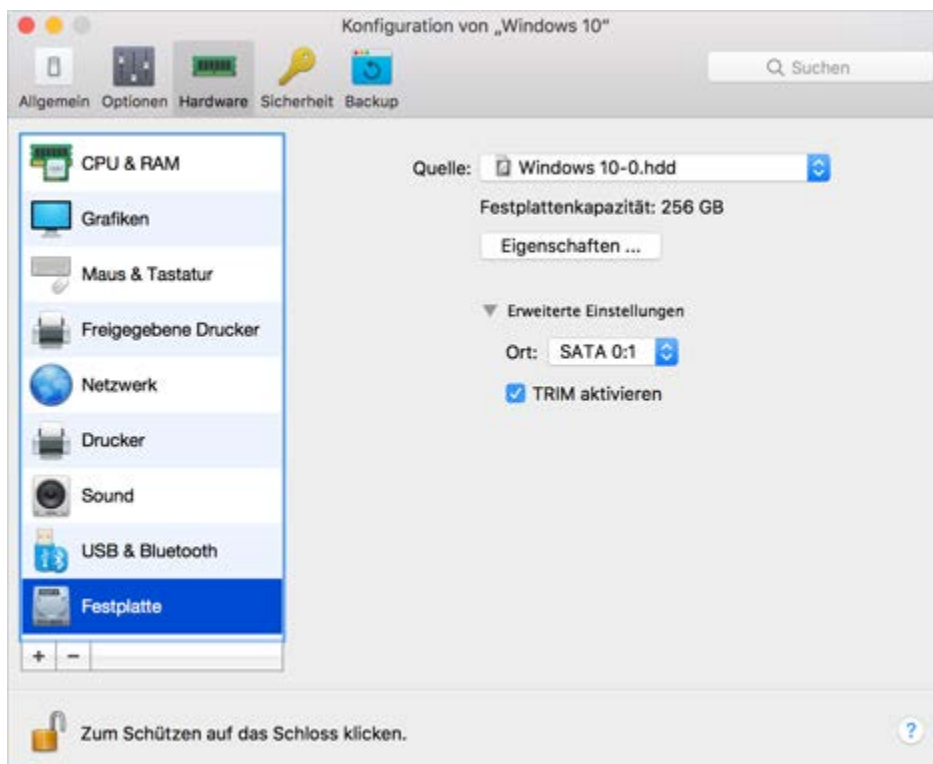 Konfiguration von „Windows 10"
Allgemein Optionen Hardware Sicherheit Backup
Suchen
CPU & RAM
Grafiken
Maus & Tastatur
Freigegebene Drucker
Netzwerk
Drucker
Sound
USB & Bluetooth
Festplatte
+ −
Quelle: Windows 10-0.hdd
Festplattenkapazität: 256 GB
Eigenschaften ...
Erweiterte Einstellungen
Ort: SATA 0:1
TRIM aktivieren
Zum Schützen auf das Schloss klicken.
?